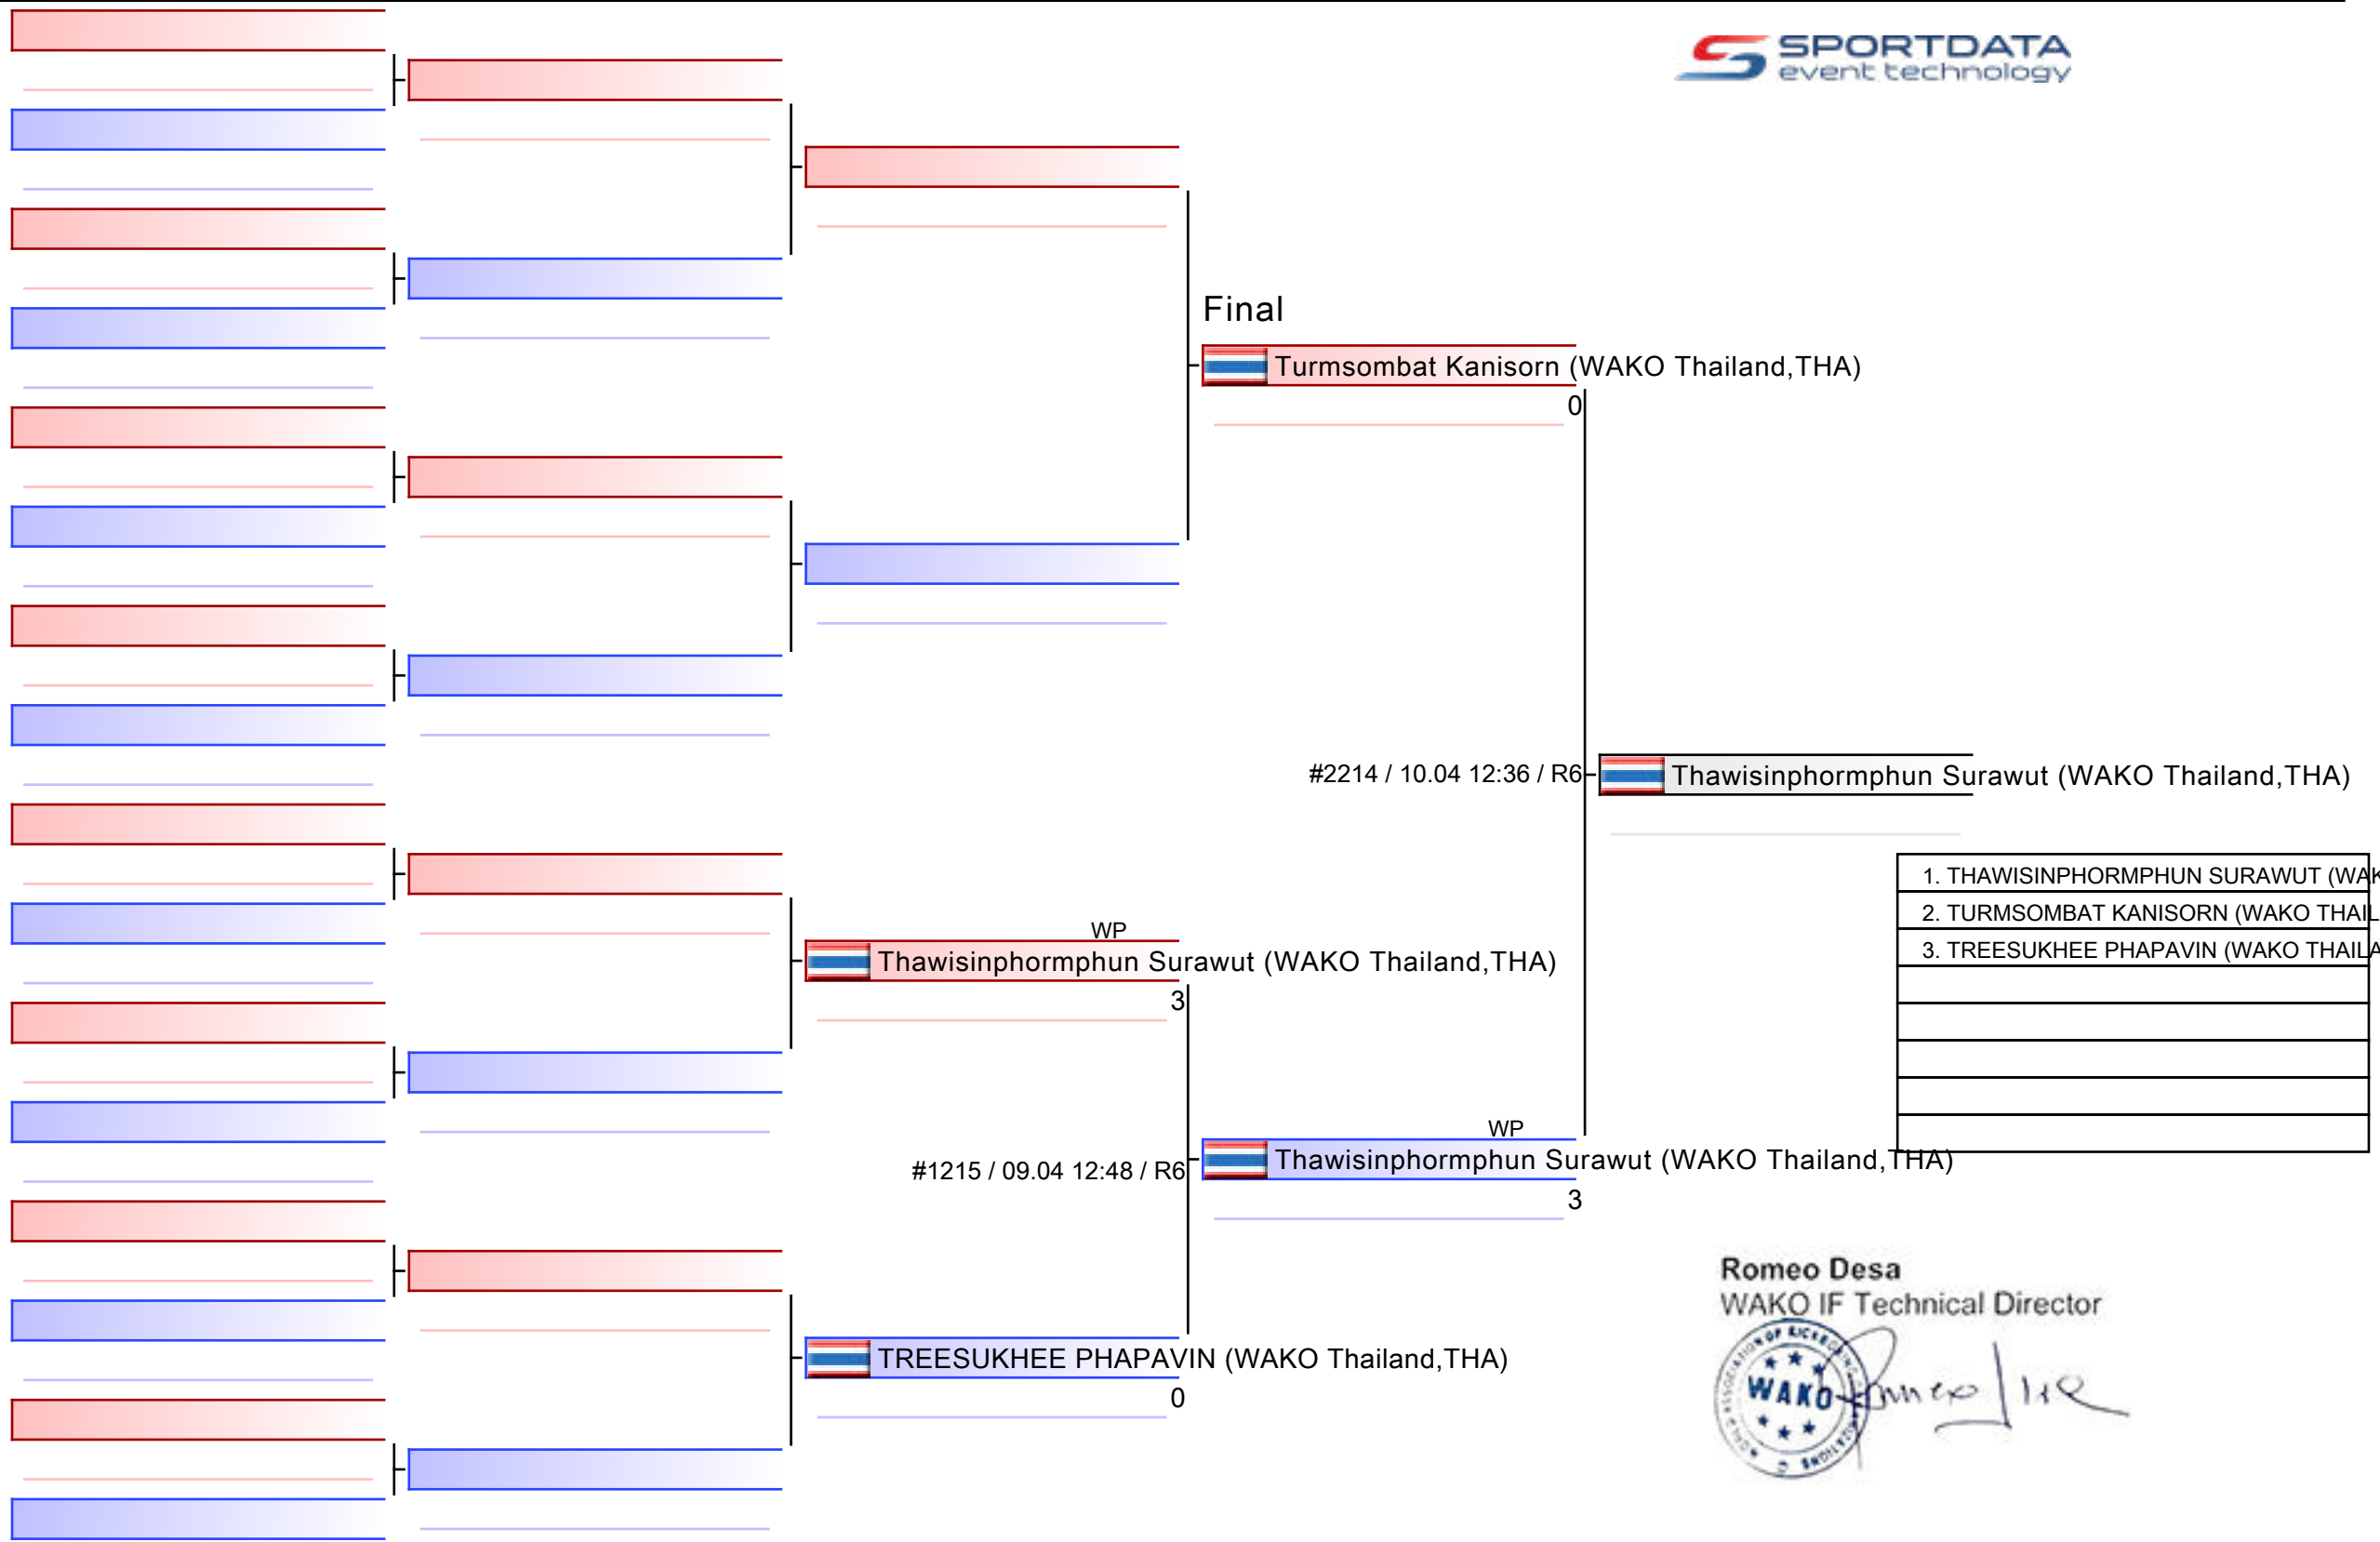 SPORTDATA
event technology
Final
Turmsombat Kanisorn (WAKO Thailand,THA)
0
#2214 / 10.04 12:36 / R6
Thawisinphormphun Surawut (WAKO Thailand,THA)
1. THAWISINPHORMPHUN SURAWUT (WAK
2. TURMSOMBAT KANISORN (WAKO THAIL
3. TREESUKHEE PHAPAVIN (WAKO THAILA
WP
Thawisinphormphun Surawut (WAKO Thailand,THA)
3
#1215 / 09.04 12:48 / R6
WP
Thawisinphormphun Surawut (WAKO Thailand,THA)
3
TREESUKHEE PHAPAVIN (WAKO Thailand,THA)
0
Romeo Desa
WAKO IF Technical Director
WAKO